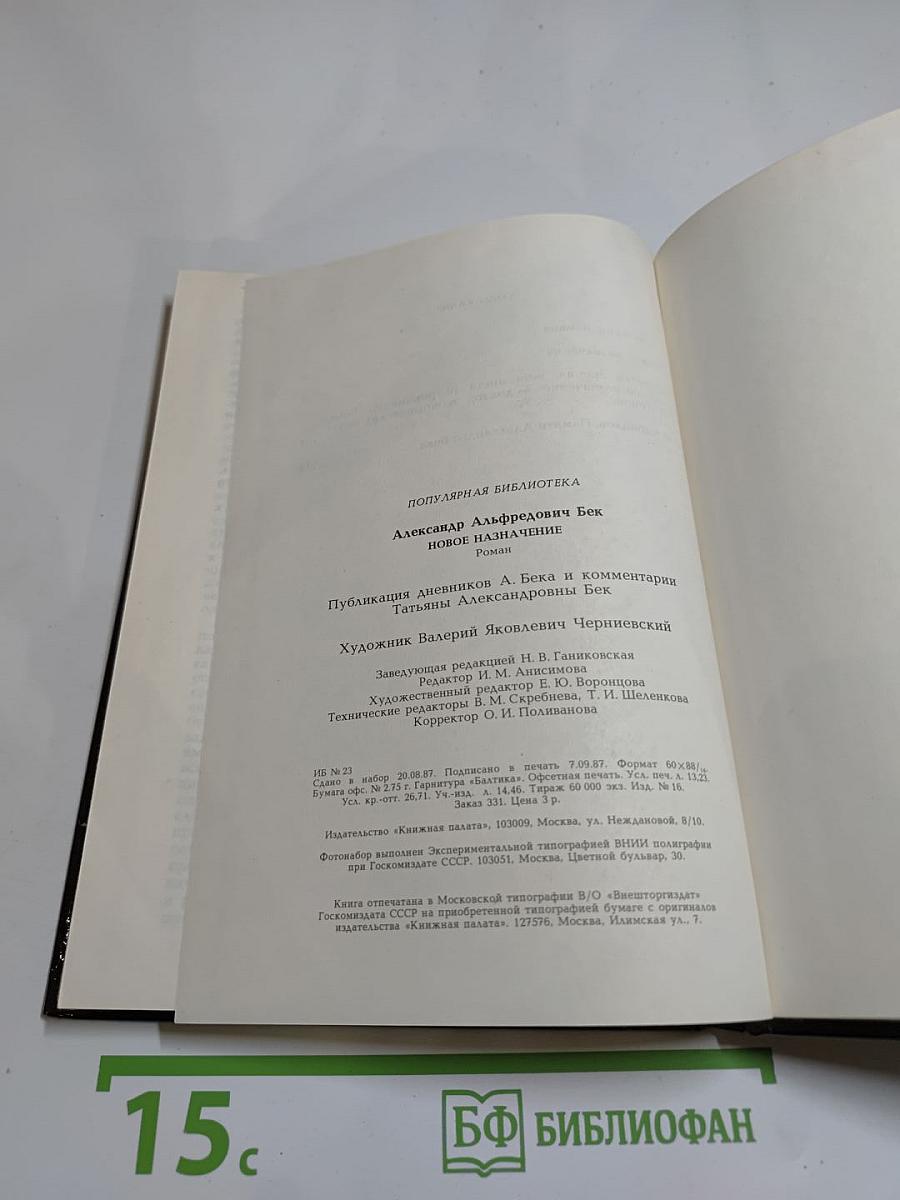 ПОПУЛЯРНАЯ БИБЛИОТЕКА
Александр Альфредович Бек
НОВОЕ НАЗНАЧЕНИЕ
Роман
Публикация дневников А. Бека и комментарии
Татьяны Александровны Бек
Художник Валерий Яковлевич Черниевский
Заведующая редакцией Н. В. Ганиковская
Редактор И. М. Анисимова
Художественный редактор Е. Ю. Воронцова
Технические редакторы В. М. Скребнева, Т. И. Шеленкова
Корректор О. И. Поливанова
ИБ № 23
Сдано в набор 20.08.87. Подписано в печать 7.09.87. Формат 60×88/16.
Бумага офс. № 2.75 г. Гарнитура «Балтика». Офсетная печать. Усл. печ. л. 13,23.
Усл. кр.-отт. 26,71. Уч.-изд. л. 14,46. Тираж 60 000 экз. Изд. № 16.
Заказ 331. Цена 3 р.
Издательство «Книжная палата», 103009, Москва, ул. Неждановой, 8/10.
Фотонабор выполнен Экспериментальной типографией ВНИИ полиграфии
при Госкомиздате СССР. 103051, Москва, Цветной бульвар, 30.
Книга отпечатана в Московской типографии В/О «Внешторгиздат»
Госкомиздата СССР на приобретенной типографией бумаге с оригиналов
издательства «Книжная палата». 127576, Москва, Илимская ул., 7.
15 с
БФ БИБЛИОФАН